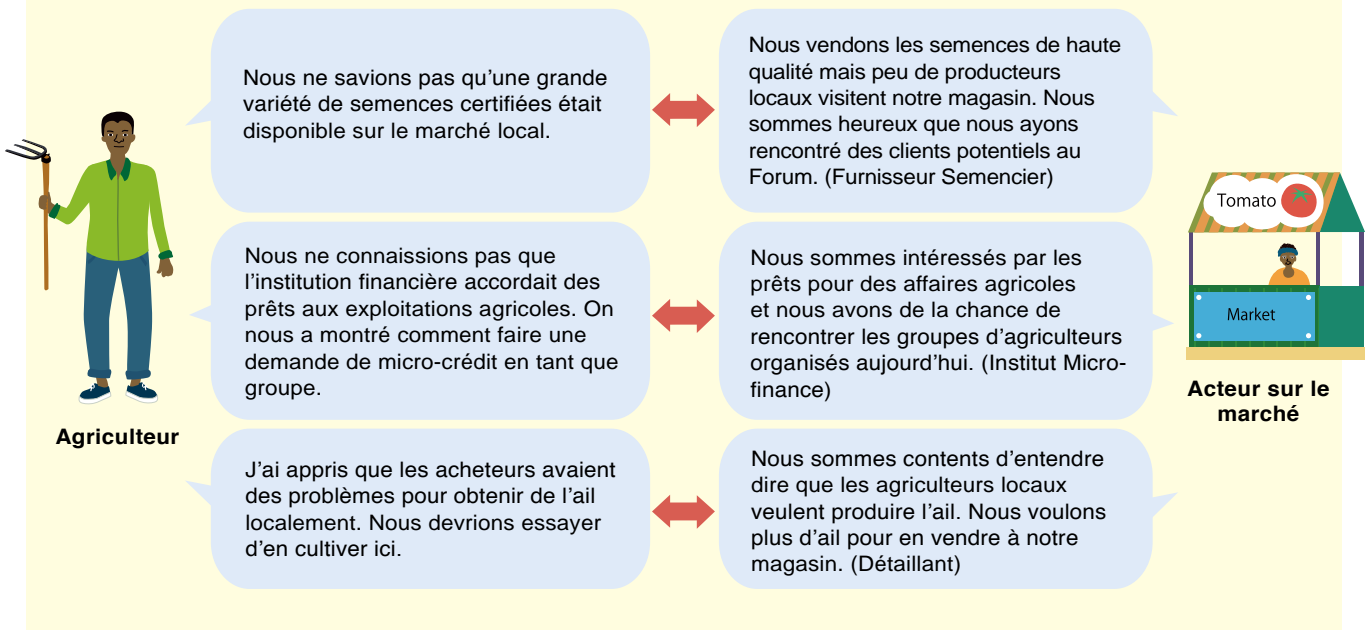 Nous ne savions pas qu'une grande
variété de semences certifiées était
disponible sur le marché local.
Nous vendons les semences de haute
qualité mais peu de producteurs
locaux visitent notre magasin. Nous
sommes heureux que nous ayons
rencontré des clients potentiels au
Forum. (Furnisseur Semencier)
Nous ne connaissions pas que
l'institution financière accordait des
prêts aux exploitations agricoles. On
nous a montré comment faire une
demande de micro-crédit en tant que
groupe.
Nous sommes intéressés par les
prêts pour des affaires agricoles
et nous avons de la chance de
rencontrer les groupes d'agriculteurs
organisés aujourd'hui. (Institut Micro-
finance)
J'ai appris que les acheteurs avaient
des problèmes pour obtenir de l'ail
localement. Nous devrions essayer
d'en cultiver ici.
Nous sommes contents d'entendre
dire que les agriculteurs locaux
veulent produire l'ail. Nous voulons
plus d'ail pour en vendre à notre
magasin. (Détaillant)
Agriculteur
Tomato
Market
Acteur sur le
marché